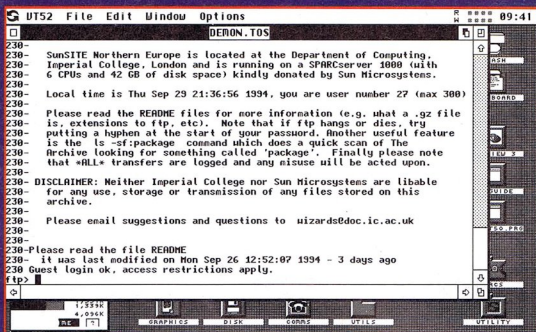 VT52 File Edit Window Options R W 09:41
DEMON.TOS
230-
230- SunSITE Northern Europe is located at the Department of Computing,
230- Imperial College, London and is running on a SPARCserver 1000 (with
230- 6 CPUs and 42 GB of disk space) kindly donated by Sun Microsystems.
230-
230- Local time is Thu Sep 29 21:36:56 1994, you are user number 27 (max 300)
230-
230- Please read the README files for more information (e.g. what a .gz file
230- is, extensions to ftp, etc). Note that if ftp hangs or dies, try
230- putting a hyphen at the start of your password. Another useful feature
230- is the ls -sf:package command which does a quick scan of The
230- Archive looking for something called 'package'. Finally please note
230- that *ALL* transfers are logged and any misuse will be acted upon.
230-
230- DISCLAIMER: Neither Imperial College nor Sun Microsystems are libable
230- for any use, storage or transmission of any files stored on this
230- archive.
230-
230- Please email suggestions and questions to wizards@doc.ic.ac.uk
230-
230-
230-Please read the file README
230- it was last modified on Mon Sep 26 12:52:07 1994 - 3 days ago
230 Guest login ok, access restrictions apply.
ftp>
4,096K
GRAPHICS
DISK
COMMS
UTILS
UTILITY